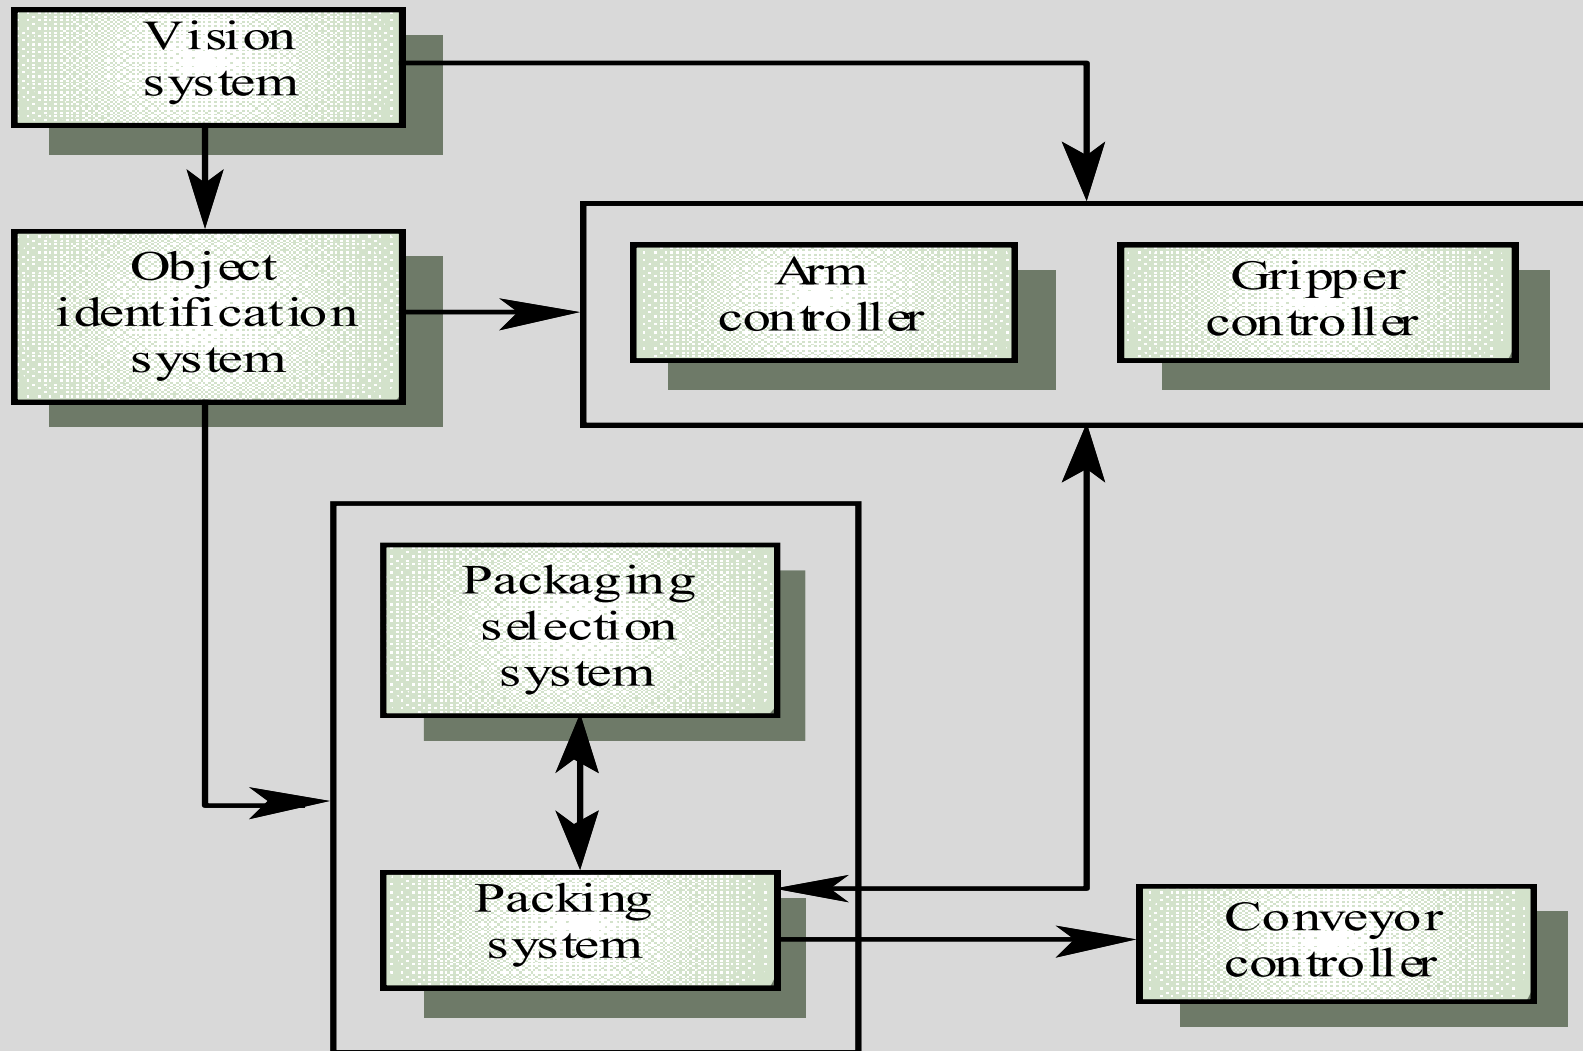 Vision
system
Object
identification
system
Arm
controller
Gripper
controller
Packaging
selection
system
Packing
system
Conveyor
controller